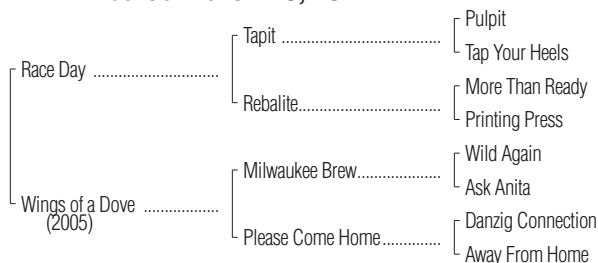 Pulpit
Tapit
Tap Your Heels
Race Day
More Than Ready
Rebalite
Printing Press
Wild Again
Milwaukee Brew
Ask Anita
Wings of a Dove
(2005)
Danzig Connection
Please Come Home
Away From Home